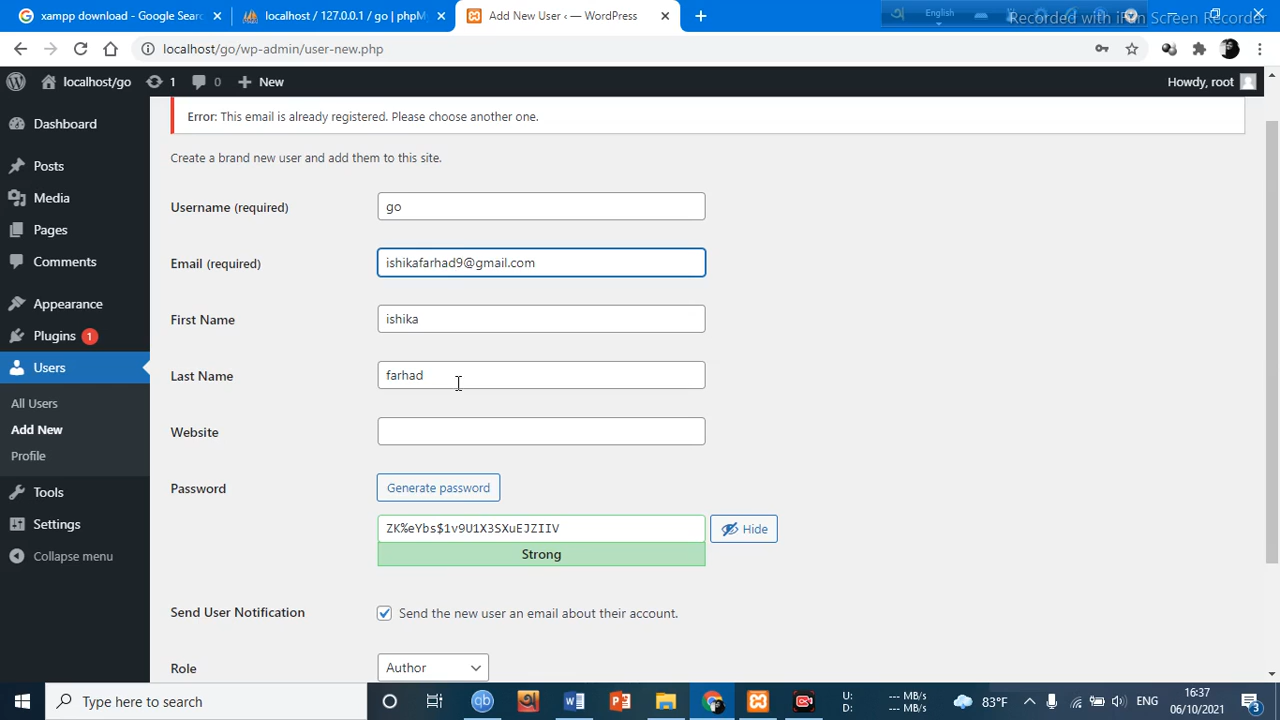 xampp download - Google Sear
localhost / 127.0.0.1 / go | phpM
Add New User ‹ — WordPress
English
Recorded with iFun Screen Recorder
localhost/go/wp-admin/user-new.php
localhost/go
1
0
New
Howdy, root
Dashboard
Posts
Media
Pages
Comments
Appearance
Plugins 1
Users
All Users
Add New
Profile
Tools
Settings
Collapse menu
Error: This email is already registered. Please choose another one.
Create a brand new user and add them to this site.
Username (required)
go
Email (required)
ishikafarhad9@gmail.com
First Name
ishika
Last Name
farhad
Website
Password
Generate password
ZK%eYbs$1v9U1X3SXuEJZIIV
Hide
Strong
Send User Notification
Send the new user an email about their account.
Role
Author
Type here to search
U: --- MB/s
D: --- MB/s
83°F
ENG
16:37
06/10/2021
3